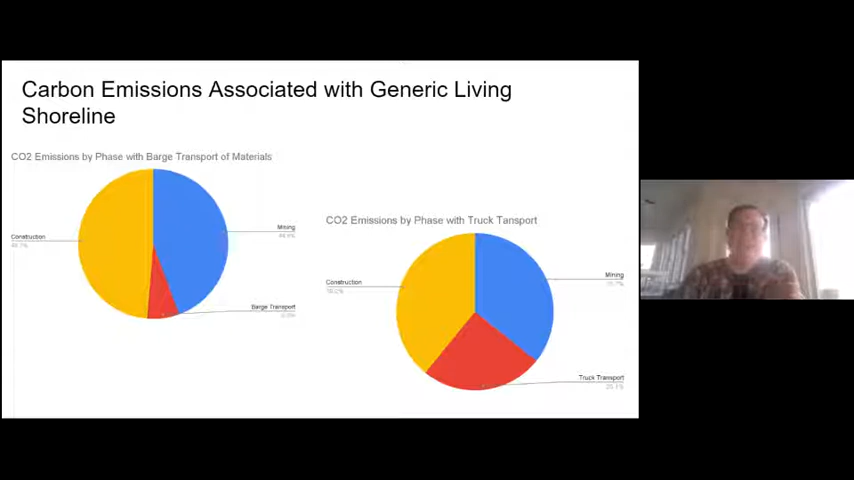 Carbon Emissions Associated with Generic Living
Shoreline
CO2 Emissions by Phase with Barge Transport of Materials
Mining
Construction
Barge Transport
CO2 Emissions by Phase with Truck Tansport
Mining
Construction
Truck Transport